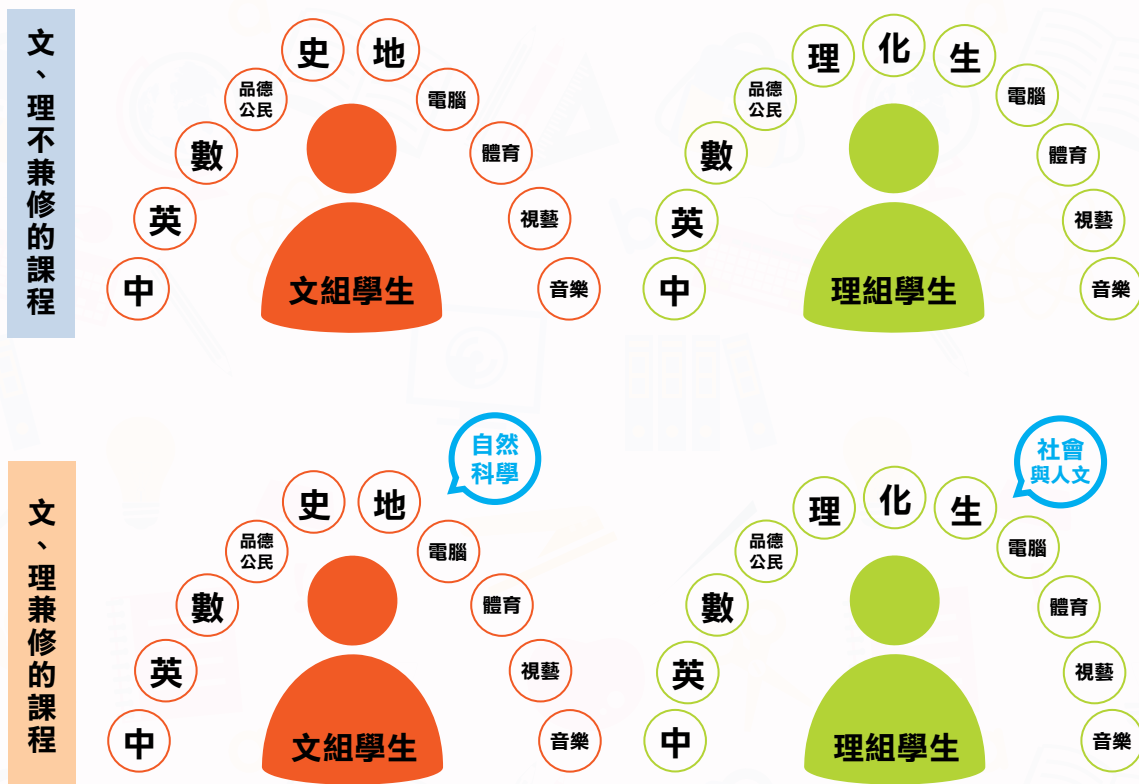 文、理不兼修的課程
中
英
數
品德
公民
史
地
電腦
體育
視藝
音樂
文組學生
中
英
數
品德
公民
理
化
生
電腦
體育
視藝
音樂
理組學生
文、理兼修的課程
中
英
數
品德
公民
史
地
自然
科學
電腦
體育
視藝
音樂
文組學生
中
英
數
品德
公民
理
化
生
社會
與人文
電腦
體育
視藝
音樂
理組學生